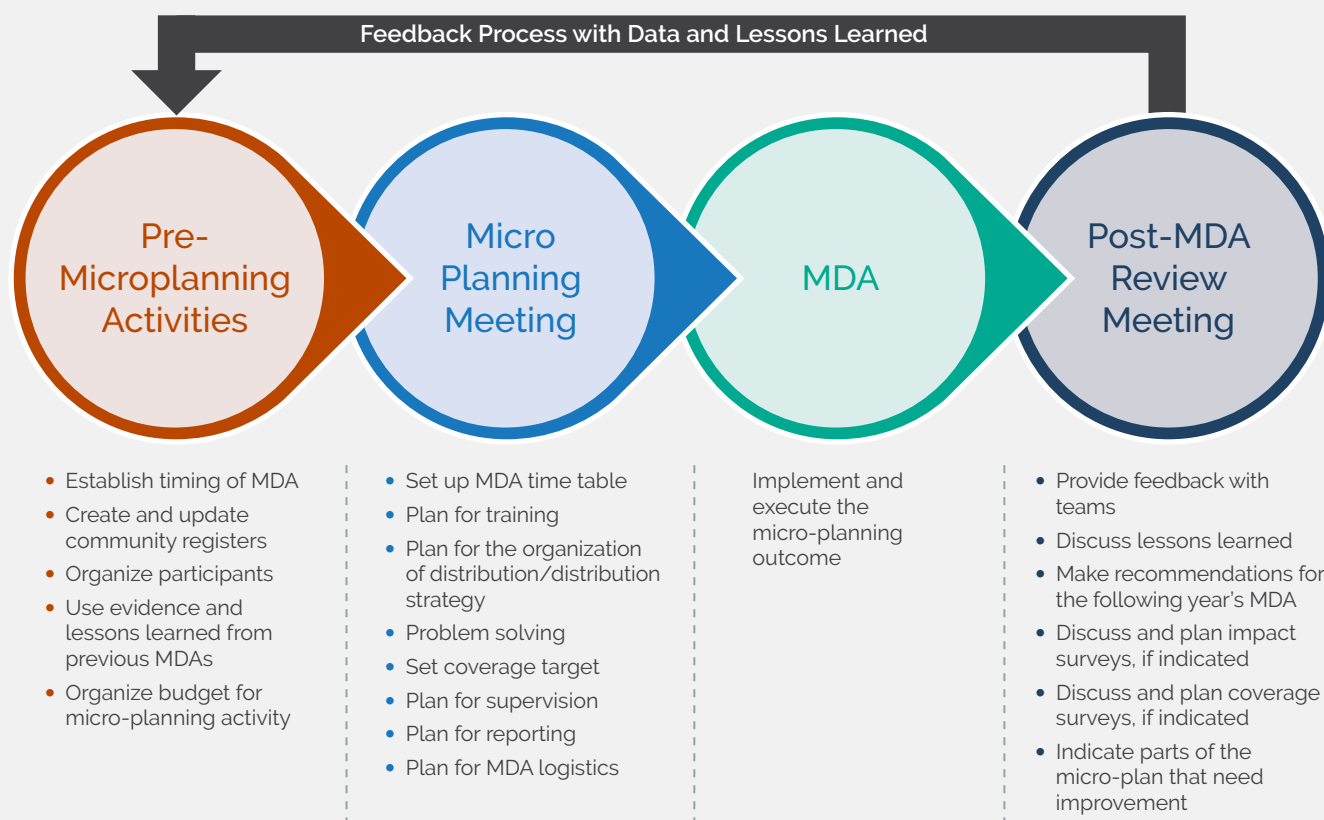 Feedback Process with Data and Lessons Learned
Pre-
Microplanning
Activities
Micro
Planning
Meeting
MDA
Post-MDA
Review
Meeting
• Establish timing of MDA
• Create and update
community registers
• Organize participants
• Use evidence and
lessons learned from
previous MDAs
• Organize budget for
micro-planning activity
• Set up MDA time table
• Plan for training
• Plan for the organization
of distribution/distribution
strategy
• Problem solving
• Set coverage target
• Plan for supervision
• Plan for reporting
• Plan for MDA logistics
Implement and
execute the
micro-planning
outcome
• Provide feedback with
teams
• Discuss lessons learned
• Make recommendations for
the following year's MDA
• Discuss and plan impact
surveys, if indicated
• Discuss and plan coverage
surveys, if indicated
• Indicate parts of the
micro-plan that need
improvement